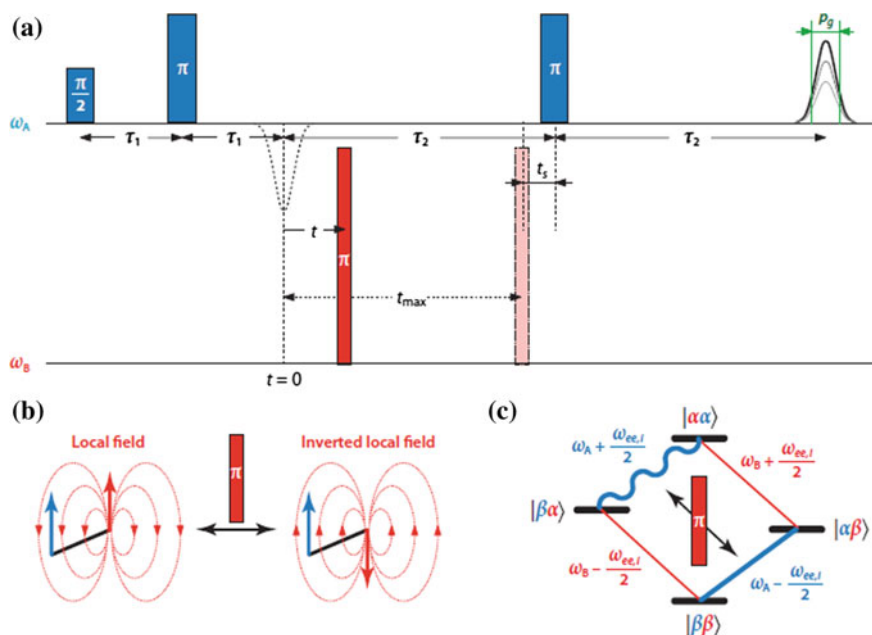 (a)
π/2
π
π
p_g
ω_A
τ_1
τ_1
τ_2
τ_2
t_s
t
π
t_max
ω_B
t = 0
(b)
Local field
π
Inverted local field
(c)
|αα⟩
ω_A + ω_ee,I/2
ω_B + ω_ee,I/2
|βα⟩
π
|αβ⟩
ω_B − ω_ee,I/2
ω_A − ω_ee,I/2
|ββ⟩